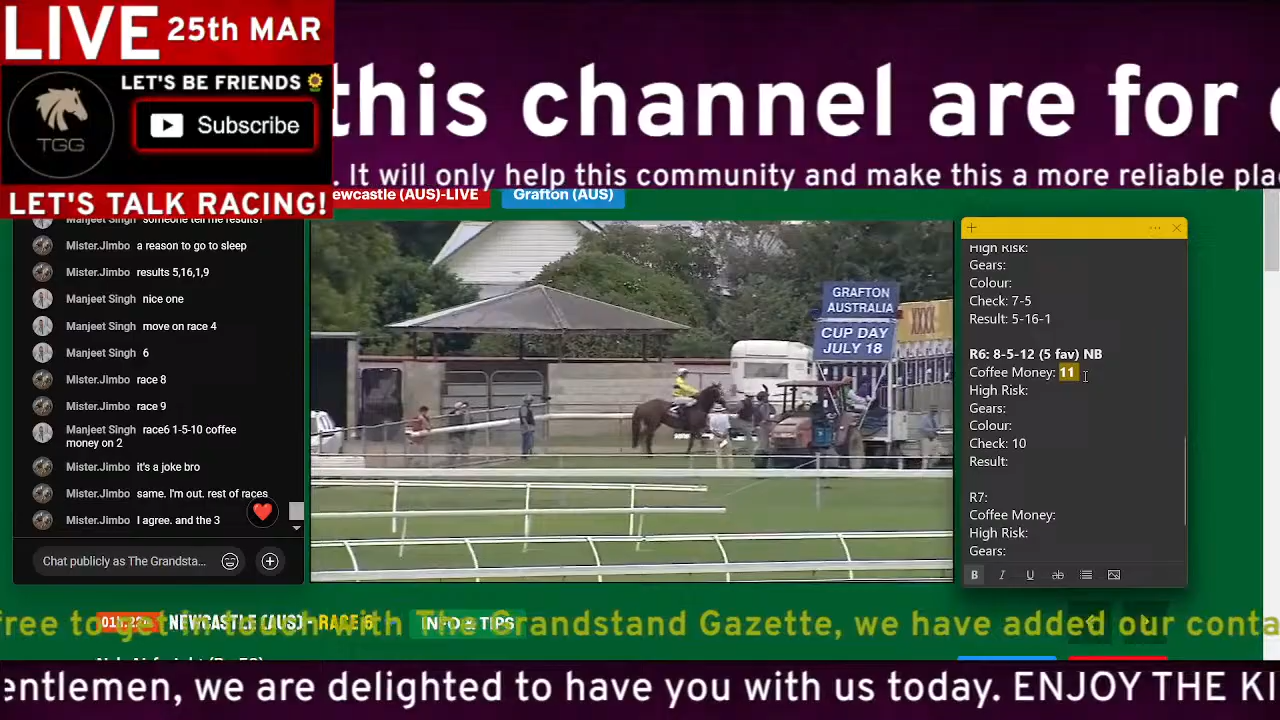 LIVE 25th MAR
LET'S BE FRIENDS
TGG
Subscribe
LET'S TALK RACING!
this channel are for
. It will only help this community and make this a more reliable pla
ewcastle (AUS)-LIVE
Grafton (AUS)
Manjeet Singh someone tell me results?
Mister.Jimbo a reason to go to sleep
Mister.Jimbo results 5,16,1,9
Manjeet Singh nice one
Manjeet Singh move on race 4
Manjeet Singh 6
Mister.Jimbo race 8
Mister.Jimbo race 9
Manjeet Singh race6 1-5-10 coffee
money on 2
Mister.Jimbo it's a joke bro
Mister.Jimbo same. I'm out. rest of races
Mister.Jimbo I agree. and the 3
Chat publicly as The Grandsta...
GRAFTON
AUSTRALIA
CUP DAY
JULY 18
XXXX
High Risk:
Gears:
Colour:
Check: 7-5
Result: 5-16-1
R6: 8-5-12 (5 fav) NB
Coffee Money: 11
High Risk:
Gears:
Colour:
Check: 10
Result:
R7:
Coffee Money:
High Risk:
Gears:
B I U ab
NEWCASTLE (AUS) - RACE 6
INFO & TIPS
free to get in touch with The Grandstand Gazette, we have added our conta
entlemen, we are delighted to have you with us today. ENJOY THE KI